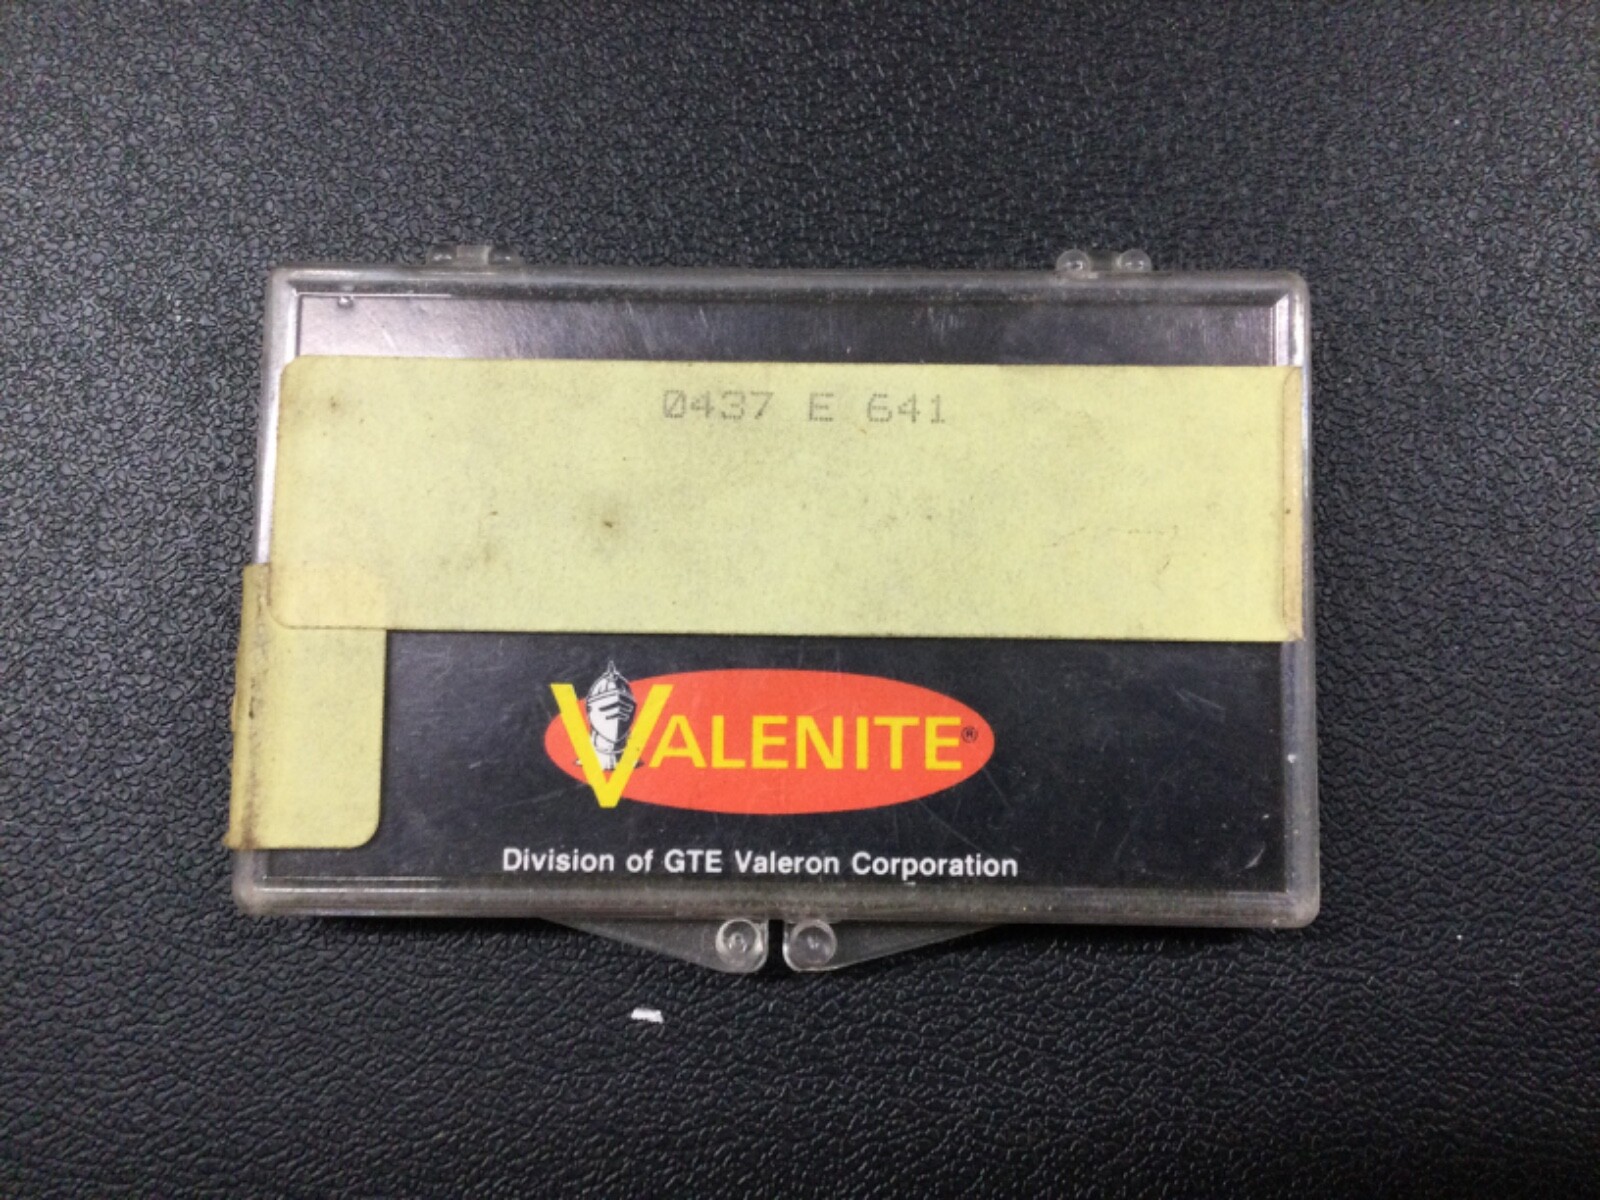 0437 E 641
VALENITE®
Division of GTE Valeron Corporation